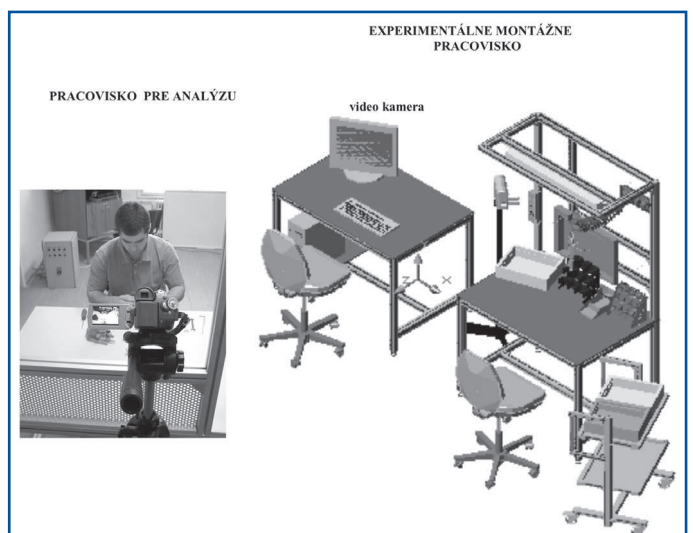 EXPERIMENTÁLNE MONTÁŽNE
PRACOVISKO
PRACOVISKO PRE ANALÝZU
video kamera
Z
X